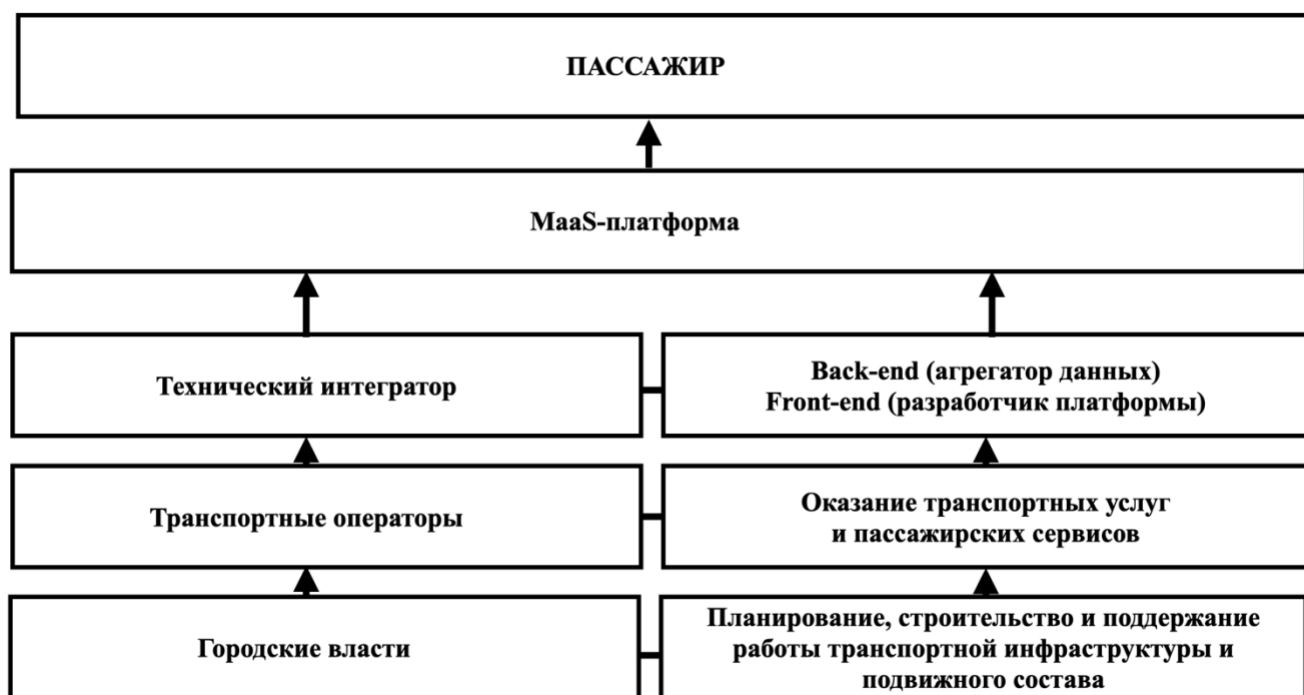 ПАССАЖИР
MaaS-платформа
Технический интегратор
Back-end (агрегатор данных)
Front-end (разработчик платформы)
Транспортные операторы
Оказание транспортных услуг
и пассажирских сервисов
Городские власти
Планирование, строительство и поддержание
работы транспортной инфраструктуры и
подвижного состава